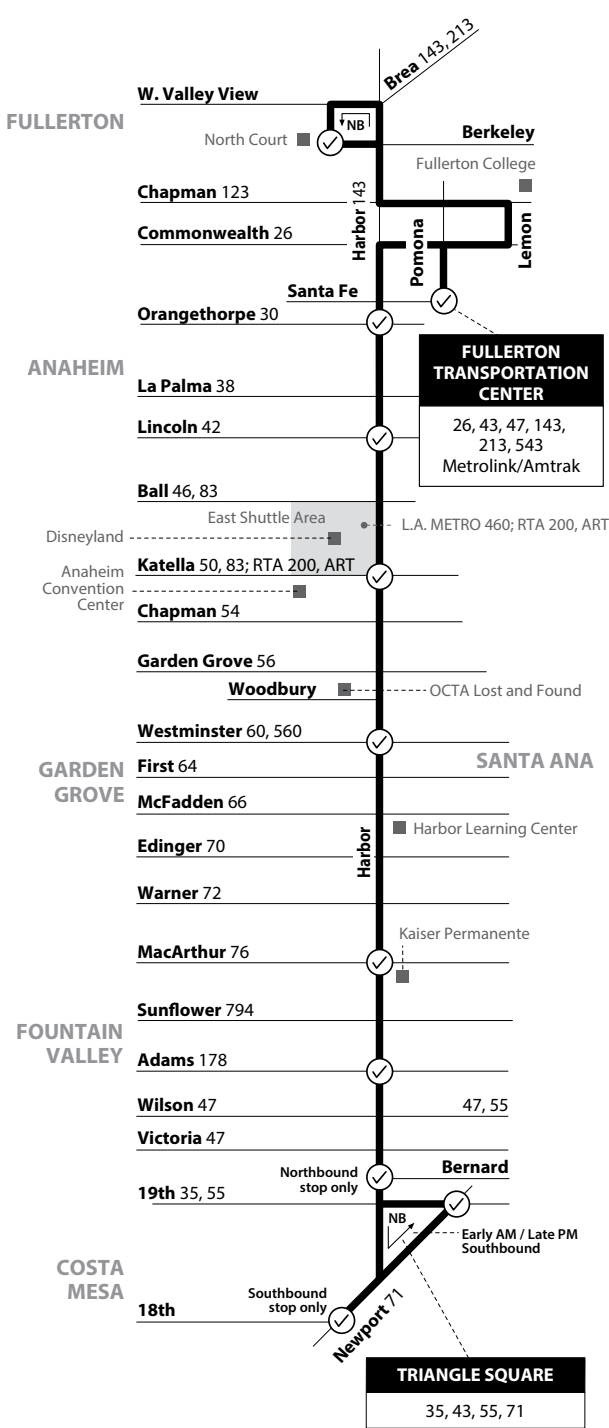 Brea 143, 213
W. Valley View
FULLERTON
NB
North Court
Berkeley
Fullerton College
Chapman 123
Harbor 143
Commonwealth 26
Pomona
Lemon
Santa Fe
Orangethorpe 30
FULLERTON
TRANSPORTATION
CENTER
26, 43, 47, 143,
213, 543
Metrolink/Amtrak
ANAHEIM
La Palma 38
Lincoln 42
Ball 46, 83
East Shuttle Area
L.A. METRO 460; RTA 200, ART
Disneyland
Katella 50, 83; RTA 200, ART
Anaheim
Convention
Center
Chapman 54
Garden Grove 56
Woodbury
OCTA Lost and Found
Westminster 60, 560
SANTA ANA
First 64
GARDEN
GROVE
McFadden 66
Harbor Learning Center
Harbor
Edinger 70
Warner 72
Kaiser Permanente
MacArthur 76
Sunflower 794
FOUNTAIN
VALLEY
Adams 178
Wilson 47
47, 55
Victoria 47
Northbound
stop only
Bernard
19th 35, 55
NB
Early AM / Late PM
Southbound
COSTA
MESA
Southbound
stop only
18th
Newport 71
TRIANGLE SQUARE
35, 43, 55, 71